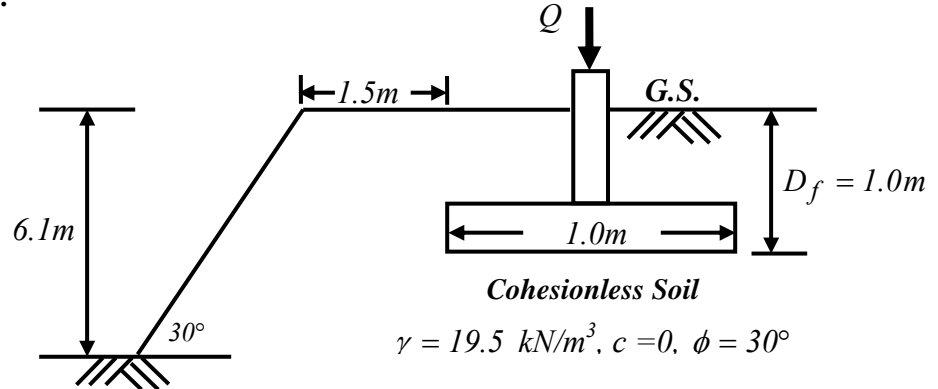 .
Q
1.5m
G.S.
D_f = 1.0m
6.1m
1.0m
Cohesionless Soil
30°
γ = 19.5 kN/m³, c =0, ϕ = 30°